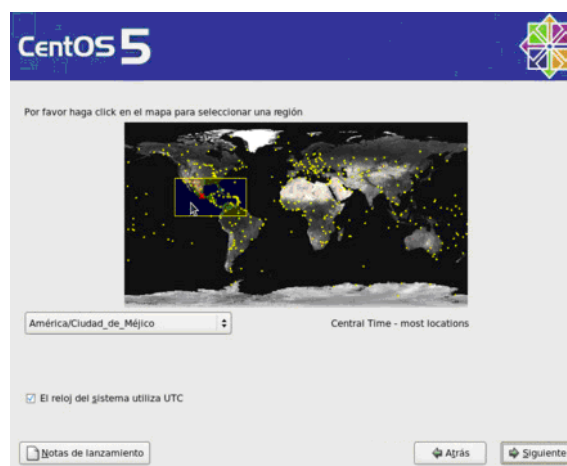 CentOS 5
Por favor haga click en el mapa para seleccionar una región
América/Ciudad_de_Méjico
Central Time - most locations
El reloj del sistema utiliza UTC
Notas de lanzamiento
Atrás
Siguiente